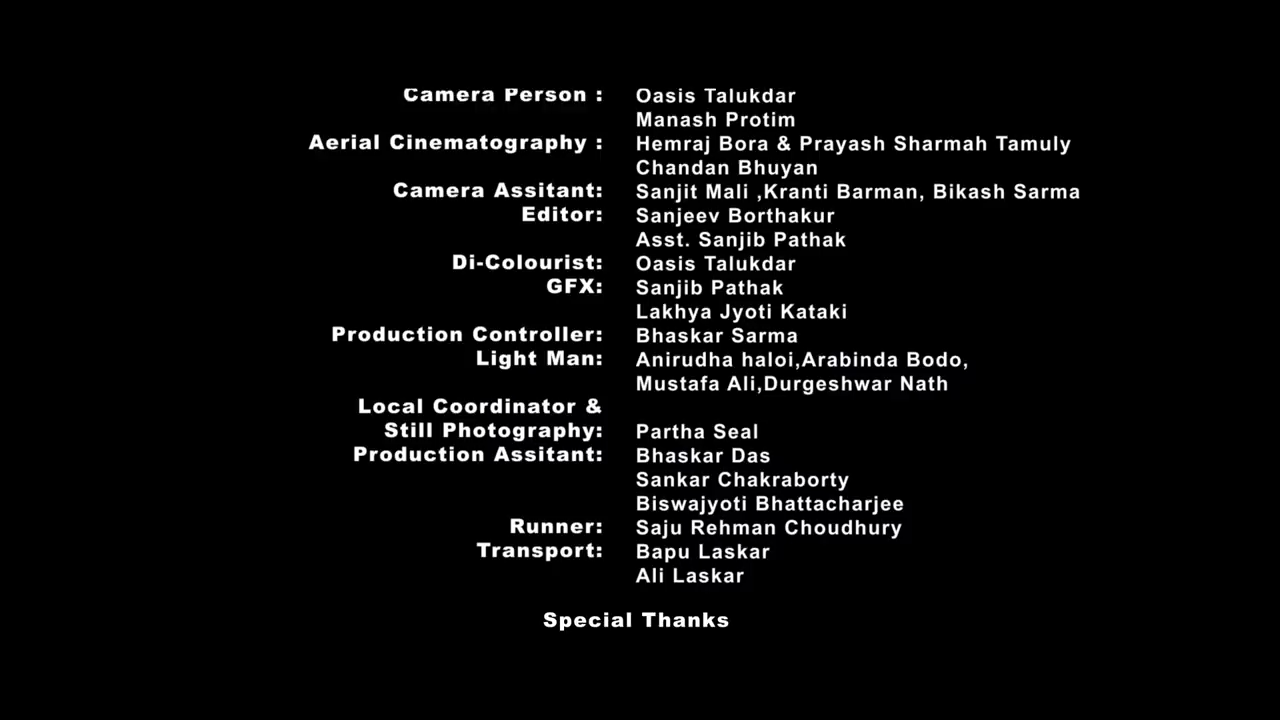 Camera Person : Oasis Talukdar
Manash Protim
Aerial Cinematography : Hemraj Bora & Prayash Sharmah Tamuly
Chandan Bhuyan
Camera Assitant: Sanjit Mali ,Kranti Barman, Bikash Sarma
Editor: Sanjeev Borthakur
Asst. Sanjib Pathak
Di-Colourist: Oasis Talukdar
GFX: Sanjib Pathak
Lakhya Jyoti Kataki
Production Controller: Bhaskar Sarma
Light Man: Anirudha haloi,Arabinda Bodo,
Mustafa Ali,Durgeshwar Nath
Local Coordinator &
Still Photography: Partha Seal
Production Assitant: Bhaskar Das
Sankar Chakraborty
Biswajyoti Bhattacharjee
Runner: Saju Rehman Choudhury
Transport: Bapu Laskar
Ali Laskar
Special Thanks